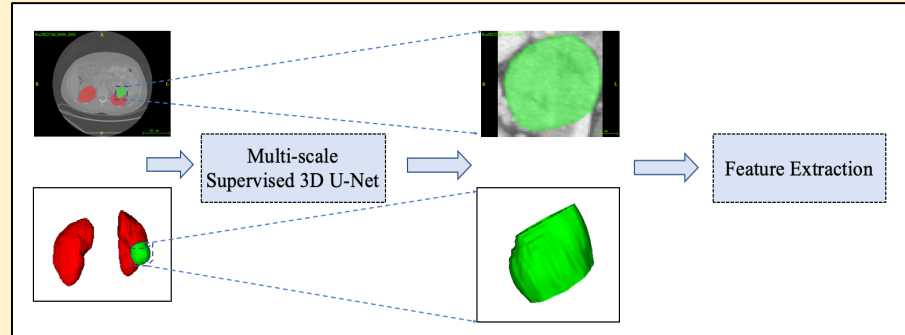 A
R
L
P
A
R
L
Multi-scale
Supervised 3D U-Net
Feature Extraction